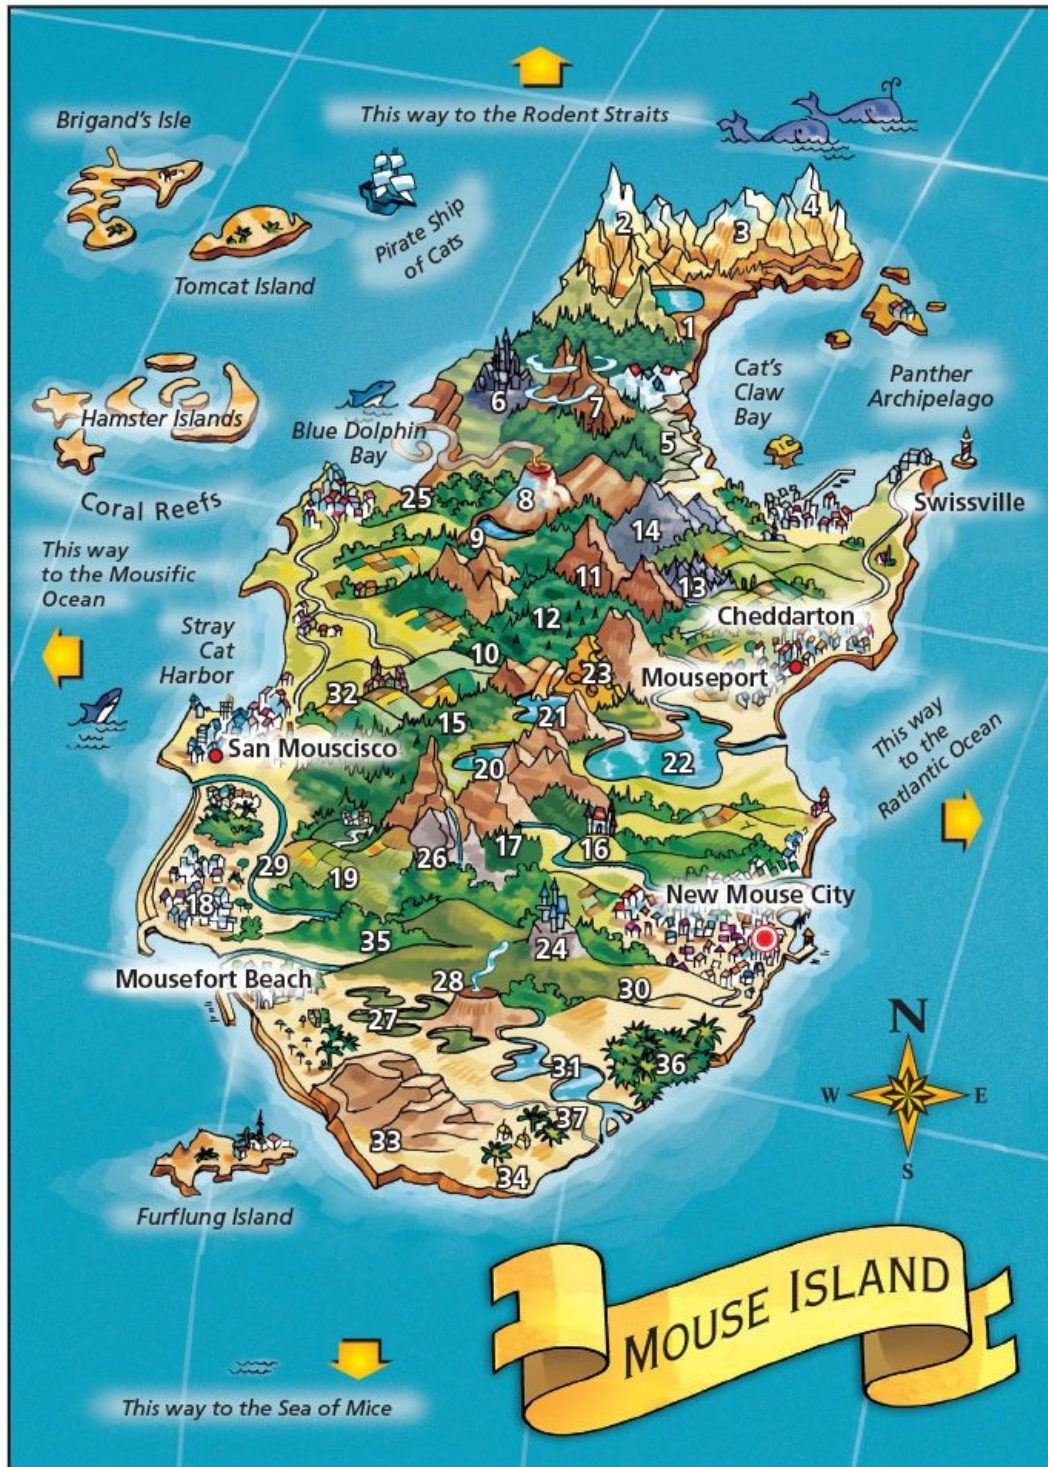 This way to the Rodent Straits
Brigand's Isle
Pirate Ship
of Cats
Tomcat Island
2
3
4
1
Panther
Archipelago
Cat's
Claw
Bay
Hamster Islands
Blue Dolphin
Bay
6
7
5
Coral Reefs
25
8
14
Swissville
This way
to the Mousific
Ocean
9
11
13
12
Cheddarton
Stray
Cat
Harbor
10
23
Mouseport
32
15
21
San Mouscisco
20
22
This way
to the
Ratlantic Ocean
29
19
26
17
16
18
New Mouse City
35
24
Mousefort Beach
28
30
27
31
36
N
W
E
S
33
37
34
Furflung Island
MOUSE ISLAND
This way to the Sea of Mice